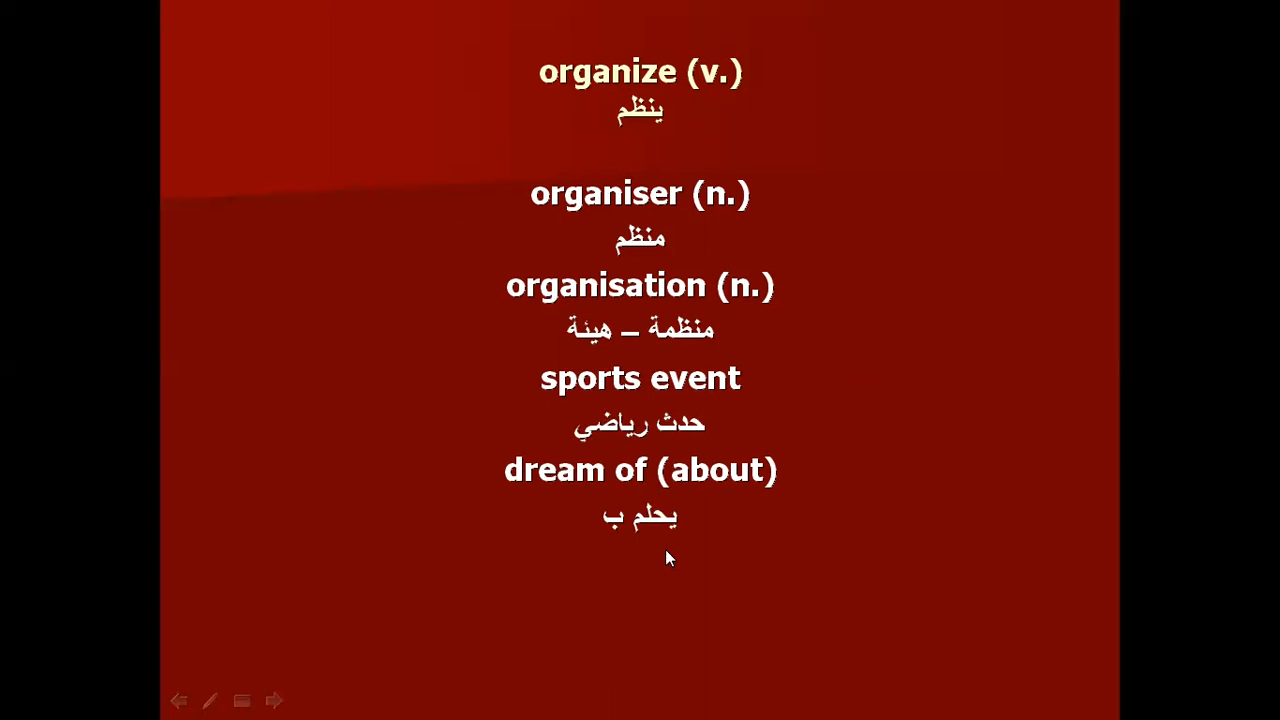 organize (v.)
ينظم
organiser (n.)
منظم
organisation (n.)
منظمة – هيئة
sports event
حدث رياضي
dream of (about)
يحلم ب